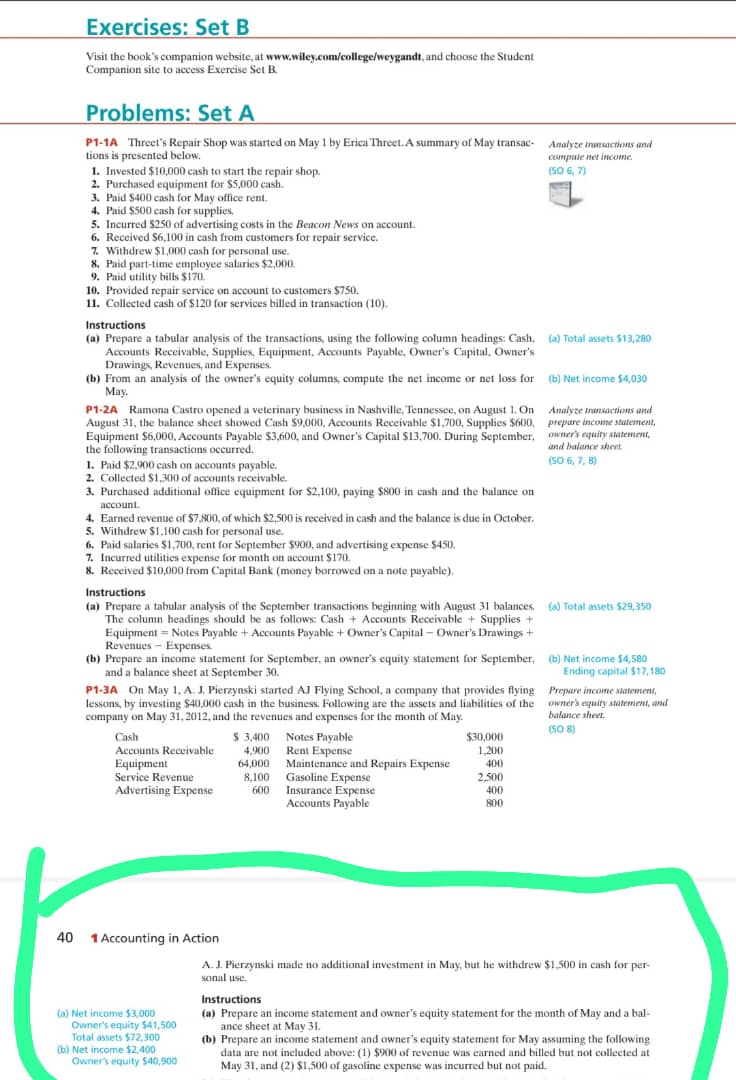 Exercises: Set B
Visit the book's companion website, at www.wiley.com/college/weygandt, and choose the Student
Companion site to access Exercise Set B.
Problems: Set A
P1-1A Threet's Repair Shop was started on May 1 by Erica Threet. A summary of May transac-
tions is presented below.
Analyze transactions and
compute net income.
(SO 6, 7)
1. Invested $10,000 cash to start the repair shop.
2. Purchased equipment for $5,000 cash.
3. Paid $400 cash for May office rent.
4. Paid $500 cash for supplies.
5. Incurred $250 of advertising costs in the Beacon News on account.
6. Received $6,100 in cash from customers for repair service.
7. Withdrew $1,000 cash for personal use.
8. Paid part-time employee salaries $2,000.
9. Paid utility bills $170.
10. Provided repair service on account to customers $750.
11. Collected cash of $120 for services billed in transaction (10).
Instructions
(a) Prepare a tabular analysis of the transactions, using the following column headings: Cash,
Accounts Receivable, Supplies, Equipment, Accounts Payable, Owner's Capital, Owner's
Drawings, Revenues, and Expenses.
(a) Total assets $13,280
(b) From an analysis of the owner's equity columns, compute the net income or net loss for
May.
(b) Net income $4,030
P1-2A Ramona Castro opened a veterinary business in Nashville, Tennessee, on August 1. On
August 31, the balance sheet showed Cash $9,000, Accounts Receivable $1,700, Supplies $600,
Equipment $6,000, Accounts Payable $3,600, and Owner's Capital $13,700. During September,
the following transactions occurred.
Analyze transactions and
prepare income statement,
owner's equity statement,
and balance sheet.
(SO 6, 7, 8)
1. Paid $2,900 cash on accounts payable.
2. Collected $1,300 of accounts receivable.
3. Purchased additional office equipment for $2,100, paying $800 in cash and the balance on
account.
4. Earned revenue of $7,800, of which $2,500 is received in cash and the balance is due in October.
5. Withdrew $1,100 cash for personal use.
6. Paid salaries $1,700, rent for September $900, and advertising expense $450.
7. Incurred utilities expense for month on account $170.
8. Received $10,000 from Capital Bank (money borrowed on a note payable).
Instructions
(a) Prepare a tabular analysis of the September transactions beginning with August 31 balances.
The column headings should be as follows: Cash + Accounts Receivable + Supplies +
Equipment = Notes Payable + Accounts Payable + Owner's Capital − Owner's Drawings +
Revenues − Expenses.
(a) Total assets $29,350
(b) Prepare an income statement for September, an owner's equity statement for September,
and a balance sheet at September 30.
(b) Net income $4,580
Ending capital $17,180
P1-3A On May 1, A. J. Pierzynski started AJ Flying School, a company that provides flying
lessons, by investing $40,000 cash in the business. Following are the assets and liabilities of the
company on May 31, 2012, and the revenues and expenses for the month of May.
Prepare income statement,
owner's equity statement, and
balance sheet.
(SO 8)
Cash $ 3,400 Notes Payable $30,000
Accounts Receivable 4,900 Rent Expense 1,200
Equipment 64,000 Maintenance and Repairs Expense 400
Service Revenue 8,100 Gasoline Expense 2,500
Advertising Expense 600 Insurance Expense 400
Accounts Payable 800
40 1 Accounting in Action
A. J. Pierzynski made no additional investment in May, but he withdrew $1,500 in cash for per-
sonal use.
Instructions
(a) Prepare an income statement and owner's equity statement for the month of May and a bal-
ance sheet at May 31.
(b) Prepare an income statement and owner's equity statement for May assuming the following
data are not included above: (1) $900 of revenue was earned and billed but not collected at
May 31, and (2) $1,500 of gasoline expense was incurred but not paid.
(a) Net income $3,000
Owner's equity $41,500
Total assets $72,300
(b) Net income $2,400
Owner's equity $40,900